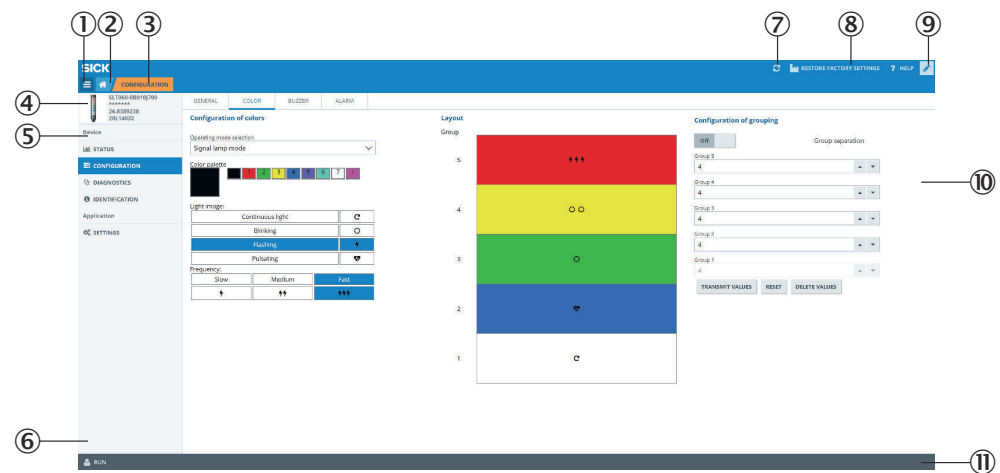 ① ② ③ ⑦ ⑧ ⑨
SICK
RESTORE FACTORY SETTINGS ? HELP
CONFIGURATION
④
SLT060-0B010J700
*******
26.8389238
20L14032
GENERAL COLOR BUZZER ALARM
⑤
Device
STATUS
CONFIGURATION
DIAGNOSTICS
IDENTIFICATION
Application
SETTINGS
Configuration of colors
Operating mode selection
Signal lamp mode
Color palette
1 2 3 4 5 6 7
Light image:
Continuous light
Blinking
Flashing
Pulsating
Frequency:
Slow Medium Fast
Layout
Group
5
4
3
2
1
Configuration of grouping
Off Group separation
Group 5
4
Group 4
4
Group 3
4
Group 2
4
Group 1
4
TRANSMIT VALUES RESET DELETE VALUES
⑩
⑥
RUN
⑪